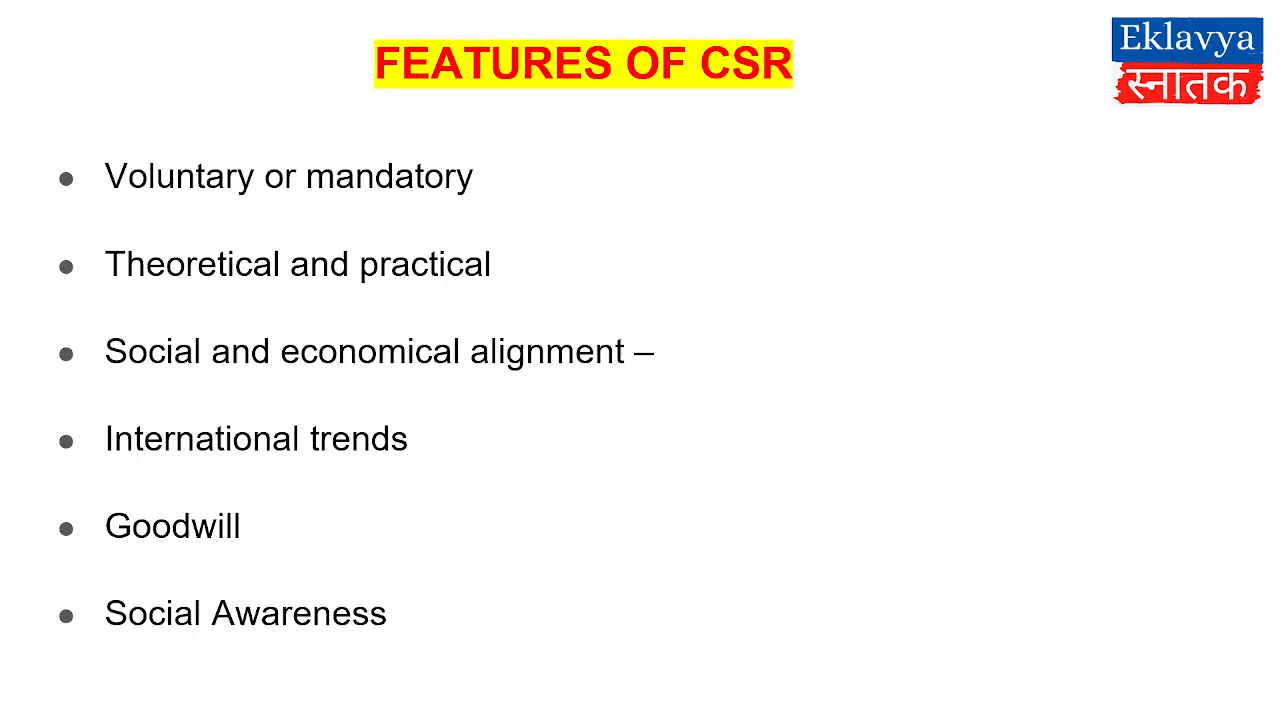 FEATURES OF CSR
Eklavya
स्नातक
● Voluntary or mandatory
● Theoretical and practical
● Social and economical alignment –
● International trends
● Goodwill
● Social Awareness